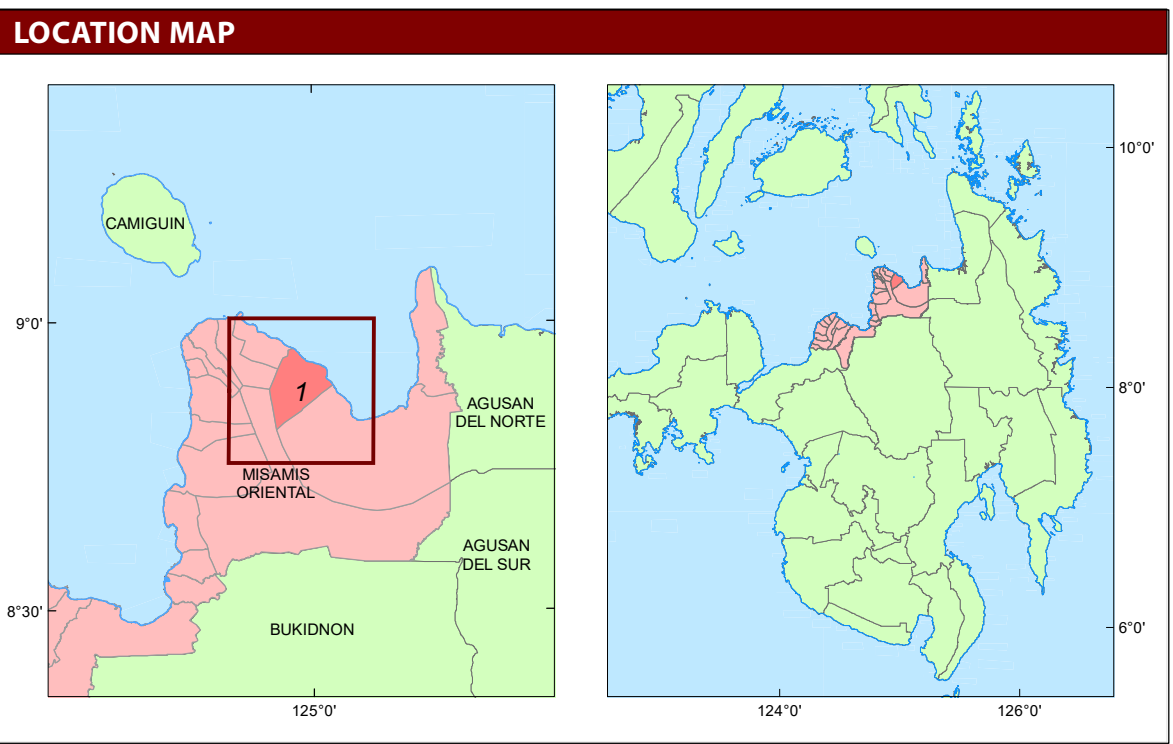 LOCATION MAP
CAMIGUIN
9°0'
1
AGUSAN
DEL NORTE
MISAMIS
ORIENTAL
AGUSAN
DEL SUR
8°30'
BUKIDNON
125°0'
10°0'
8°0'
6°0'
124°0'
126°0'